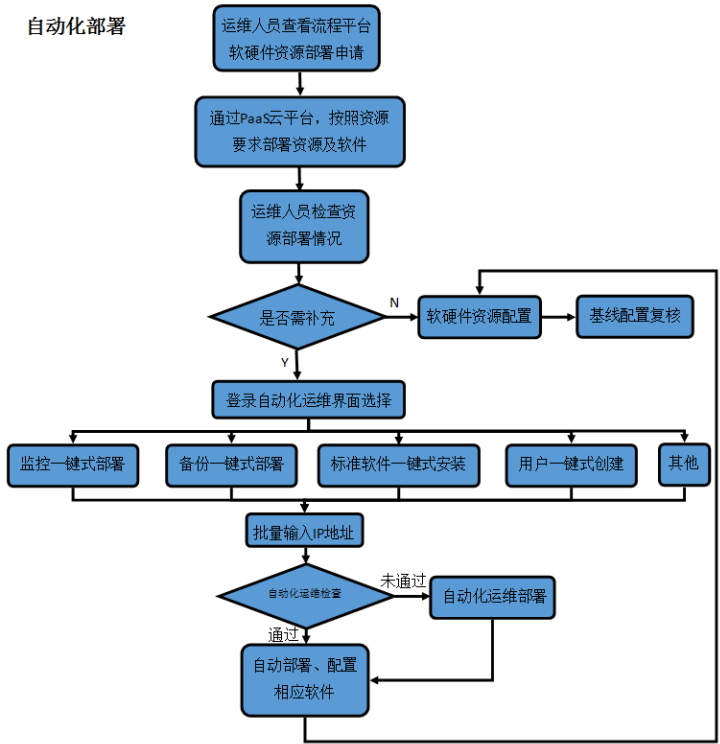 自动化部署
运维人员查看流程平台
软硬件资源部署申请
通过PaaS云平台，按照资源
要求部署资源及软件
运维人员检查资
源部署情况
是否需补充
N
软硬件资源配置
基线配置复核
Y
登录自动化运维界面选择
监控一键式部署
备份一键式部署
标准软件一键式安装
用户一键式创建
其他
批量输入IP地址
自动化运维检查
未通过
自动化运维部署
通过
自动部署、配置
相应软件